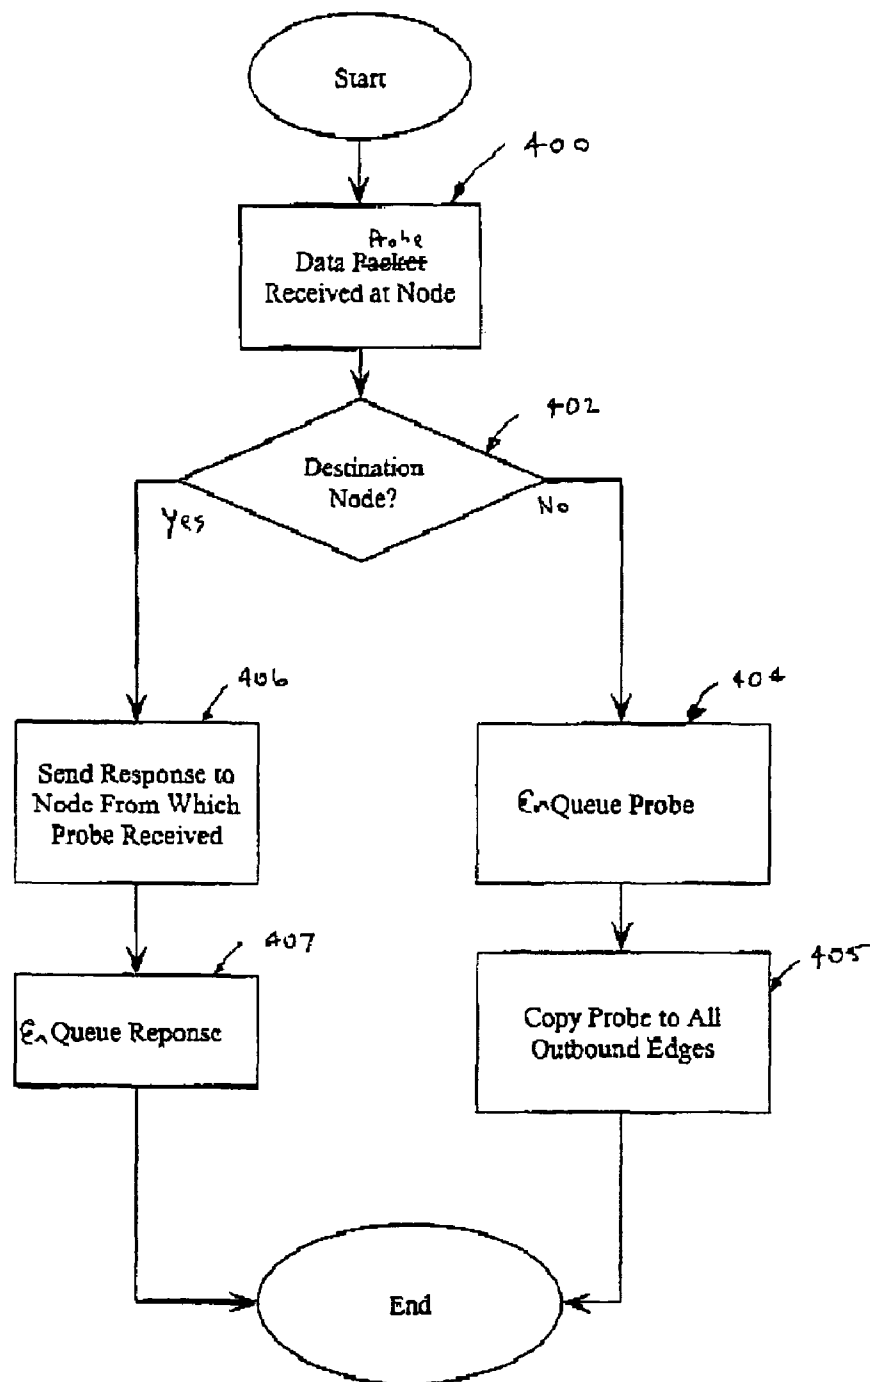 Start
400
Probe
Data Packet
Received at Node
402
Destination
Node?
Yes
No
406
404
Send Response to
Node From Which
Probe Received
EnQueue Probe
407
405
EnQueue Reponse
Copy Probe to All
Outbound Edges
End